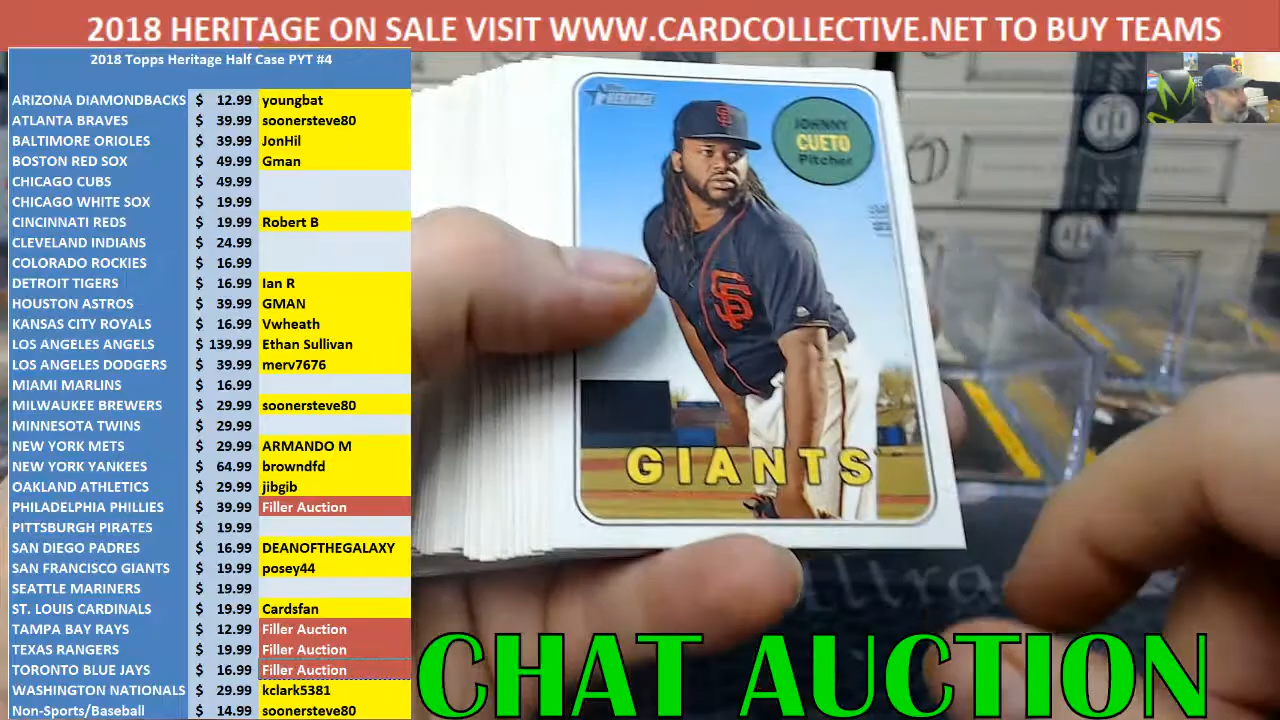 2018 HERITAGE ON SALE VISIT WWW.CARDCOLLECTIVE.NET TO BUY TEAMS
2018 Topps Heritage Half Case PYT #4
ARIZONA DIAMONDBACKS $ 12.99 youngbat
ATLANTA BRAVES $ 39.99 soonersteve80
BALTIMORE ORIOLES $ 39.99 JonHil
BOSTON RED SOX $ 49.99 Gman
CHICAGO CUBS $ 49.99
CHICAGO WHITE SOX $ 19.99
CINCINNATI REDS $ 19.99 Robert B
CLEVELAND INDIANS $ 24.99
COLORADO ROCKIES $ 16.99
DETROIT TIGERS $ 16.99 Ian R
HOUSTON ASTROS $ 39.99 GMAN
KANSAS CITY ROYALS $ 16.99 Vwheath
LOS ANGELES ANGELS $ 139.99 Ethan Sullivan
LOS ANGELES DODGERS $ 39.99 merv7676
MIAMI MARLINS $ 16.99
MILWAUKEE BREWERS $ 29.99 soonersteve80
MINNESOTA TWINS $ 29.99
NEW YORK METS $ 29.99 ARMANDO M
NEW YORK YANKEES $ 64.99 browndfd
OAKLAND ATHLETICS $ 29.99 jibgib
PHILADELPHIA PHILLIES $ 39.99 Filler Auction
PITTSBURGH PIRATES $ 19.99
SAN DIEGO PADRES $ 16.99 DEANOFTHEGALAXY
SAN FRANCISCO GIANTS $ 19.99 posey44
SEATTLE MARINERS $ 19.99
ST. LOUIS CARDINALS $ 19.99 Cardsfan
TAMPA BAY RAYS $ 12.99 Filler Auction
TEXAS RANGERS $ 19.99 Filler Auction
TORONTO BLUE JAYS $ 16.99 Filler Auction
WASHINGTON NATIONALS $ 29.99 kclark5381
Non-Sports/Baseball $ 14.99 soonersteve80
HERITAGE
JOHNNY
CUETO
Pitcher
SF
GIANTS
CHAT AUCTION